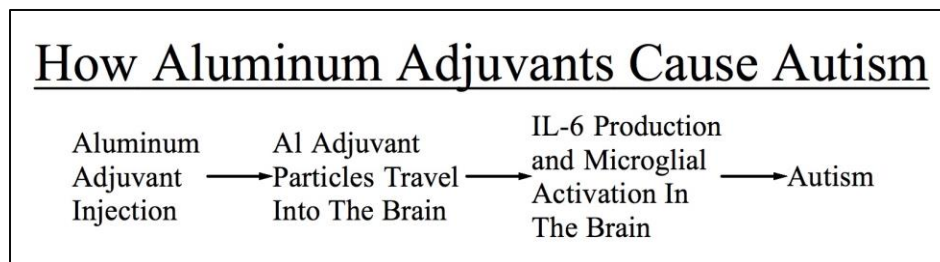 How Aluminum Adjuvants Cause Autism
Aluminum
Adjuvant
Injection
Al Adjuvant
Particles Travel
Into The Brain
IL-6 Production
and Microglial
Activation In
The Brain
Autism